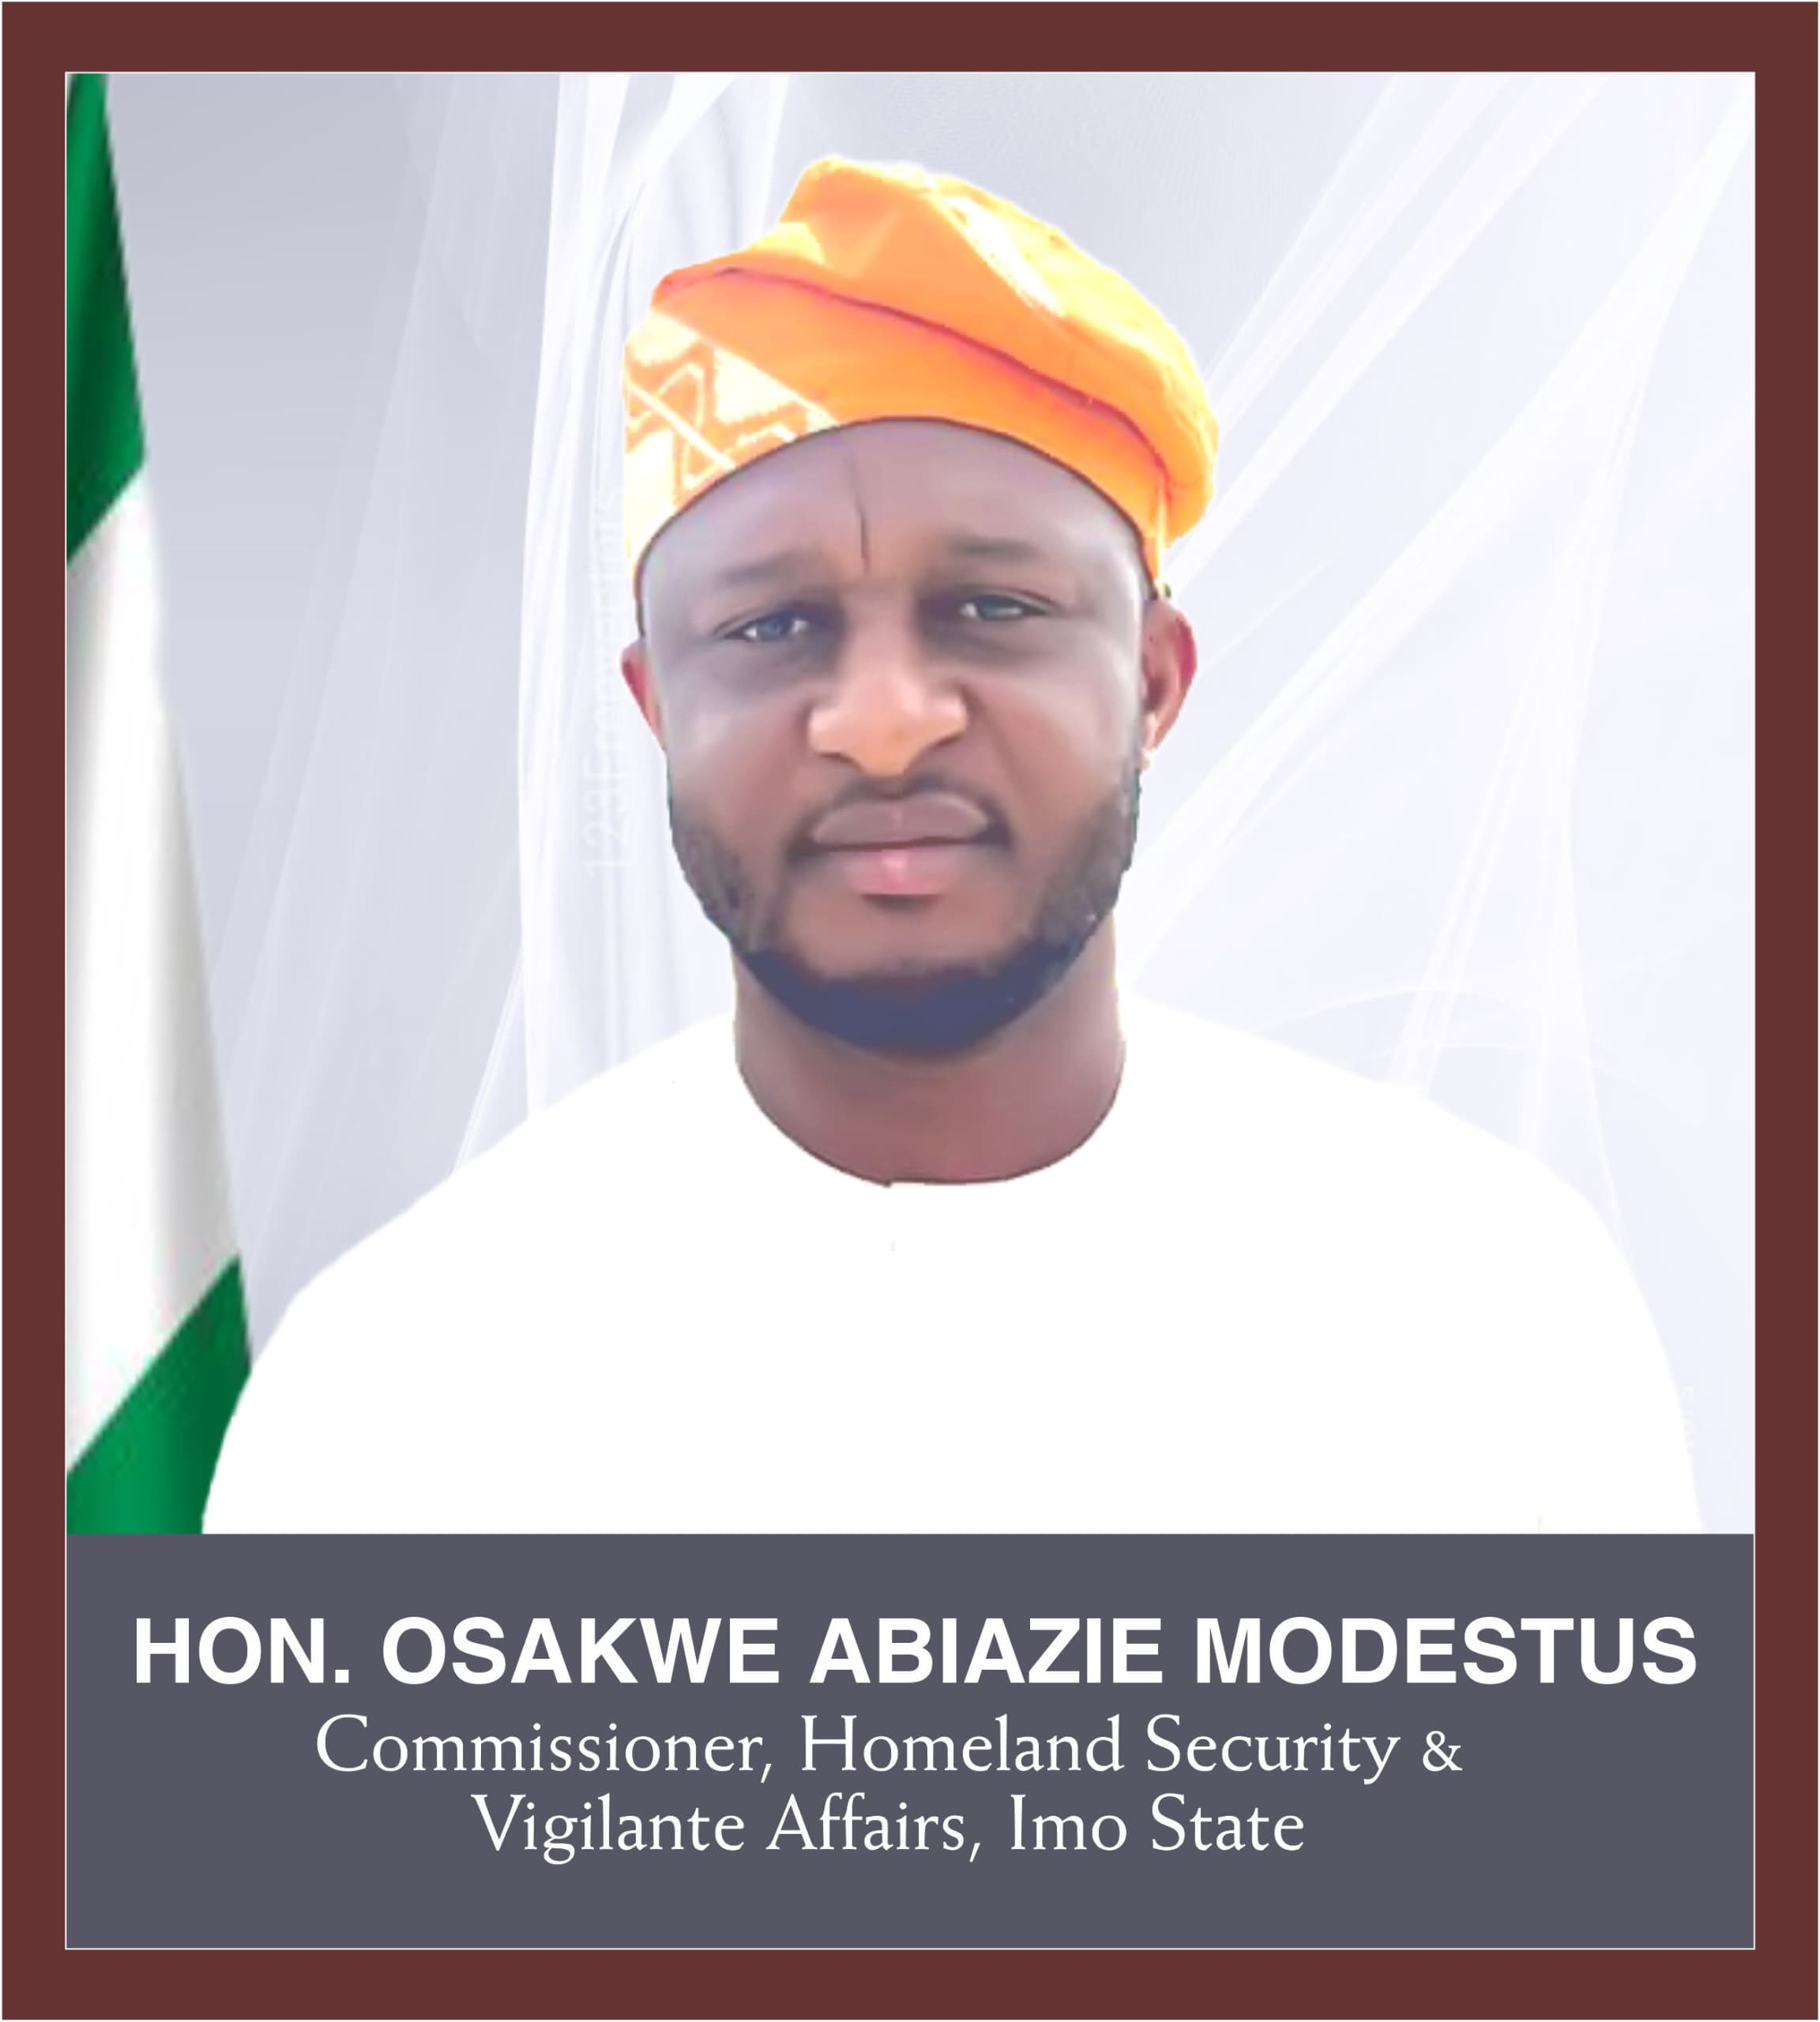 HON. OSAKWE ABIAZIE MODESTUS
Commissioner, Homeland Security &
Vigilante Affairs, Imo State